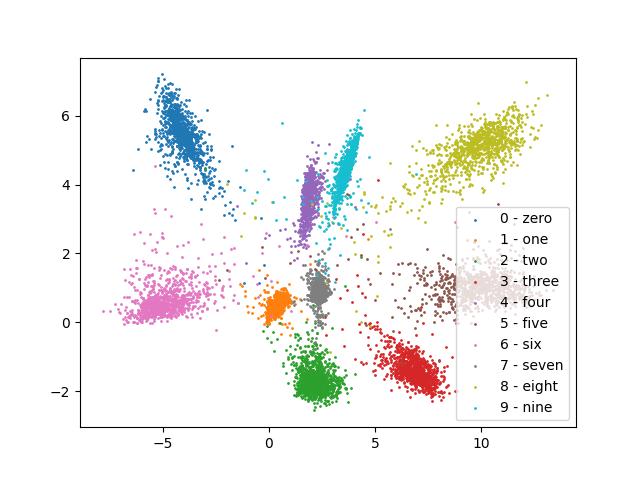 6
4
2
0
−2
−5
0
5
10
0 - zero
1 - one
2 - two
3 - three
4 - four
5 - five
6 - six
7 - seven
8 - eight
9 - nine